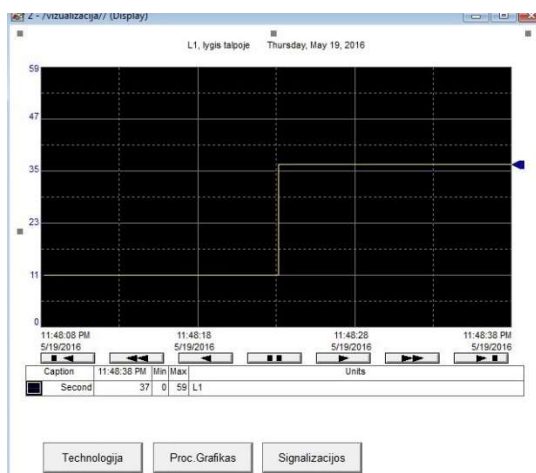 2 - /vizualizacija// (Display)
L1, lygis talpoje Thursday, May 19, 2016
59
47
35
23
11
0
11:48:08 PM 11:48:18 11:48:28 11:48:38 PM
5/19/2016 5/19/2016 5/19/2016 5/19/2016
Caption 11:48:38 PM Min Max Units
Second 37 0 59 L1
Technologija Proc.Grafikas Signalizacijos